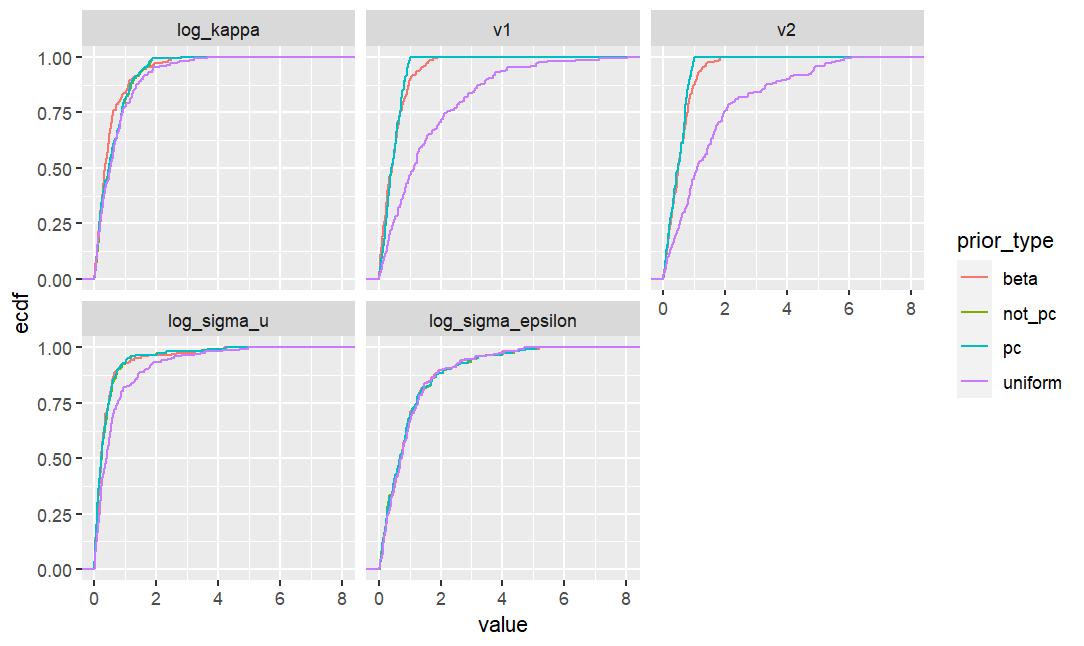 log_kappa v1 v2
1.00
0.75
0.50
0.25
0.00
0 2 4 6 8
log_sigma_u log_sigma_epsilon
1.00
0.75
0.50
0.25
0.00
0 2 4 6 8 0 2 4 6 8
ecdf
value
prior_type
beta
not_pc
pc
uniform